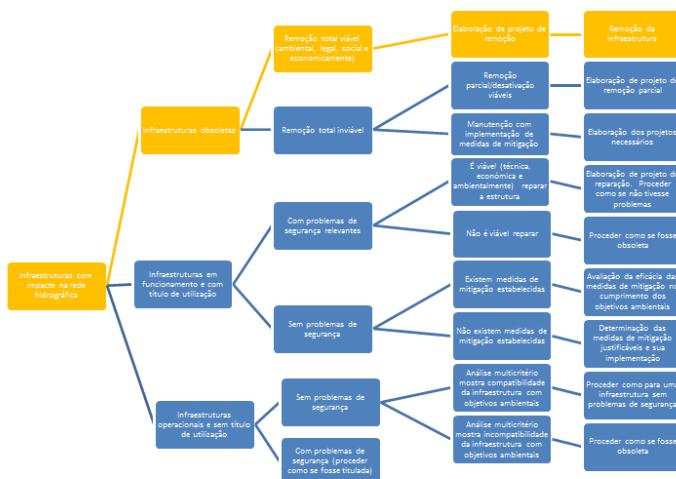 Remoção total viável
(ambiental, legal, social e
economicamente)
Elaboração de projeto de
remoção
Remoção da
infraestrutura
Infraestruturas obsoletas
Remoção total inviável
Remoção
parcial/desativação
viáveis
Elaboração de projeto de
remoção parcial
Manutenção com
implementação de
medidas de mitigação
Elaboração dos projetos
necessários
Infraestruturas com
impacte na rede
hidrográfica
Infraestruturas em
funcionamento e com
título de utilização
Com problemas de
segurança relevantes
É viável (técnica,
económica e
ambientalmente) reparar
a estrutura
Elaboração de projeto de
reparação. Proceder
como se não tivesse
problemas
Não é viável reparar
Proceder como se fosse
obsoleta
Sem problemas de
segurança
Existem medidas de
mitigação estabelecidas
Avaliação da eficácia das
medidas de mitigação no
cumprimento dos
objetivos ambientais
Não existem medidas de
mitigação estabelecidas
Determinação das
medidas de mitigação
justificáveis e sua
implementação
Infraestruturas
operacionais e sem título
de utilização
Sem problemas de
segurança
Análise multicritério
mostra compatibilidade
da infraestrutura com
objetivos ambientais
Proceder como para uma
infraestrutura sem
problemas de segurança
Análise multicritério
mostra incompatibilidade
da infraestrutura com
objetivos ambientais
Proceder como se fosse
obsoleta
Com problemas de
segurança (proceder
como se fosse titulada)